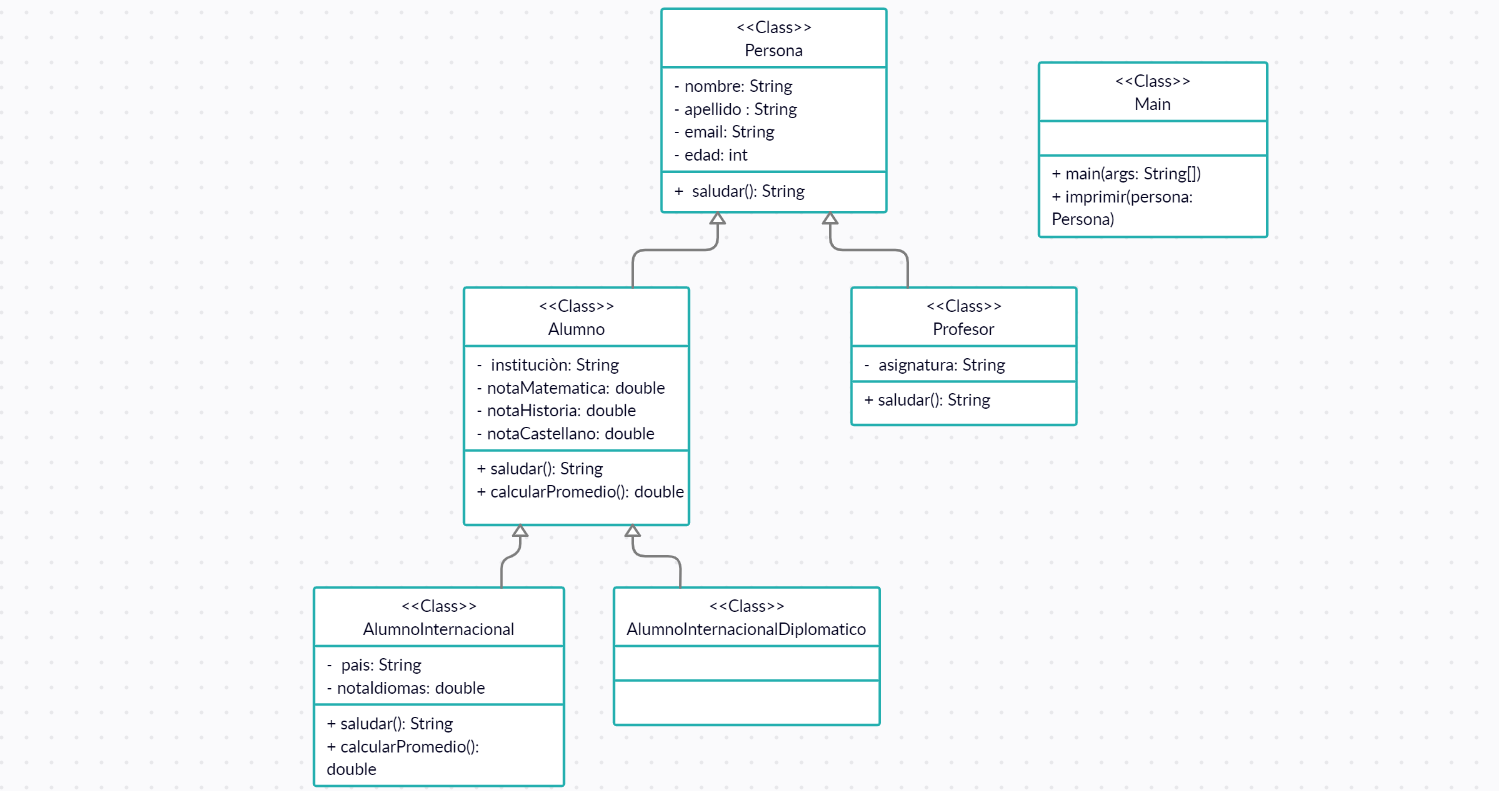 <<Class>>
Persona
- nombre: String
- apellido : String
- email: String
- edad: int
+ saludar(): String
<<Class>>
Main
+ main(args: String[])
+ imprimir(persona:
Persona)
<<Class>>
Alumno
- instituciòn: String
- notaMatematica: double
- notaHistoria: double
- notaCastellano: double
+ saludar(): String
+ calcularPromedio(): double
<<Class>>
Profesor
- asignatura: String
+ saludar(): String
<<Class>>
AlumnoInternacional
- pais: String
- notaIdiomas: double
+ saludar(): String
+ calcularPromedio():
double
<<Class>>
AlumnoInternacionalDiplomatico